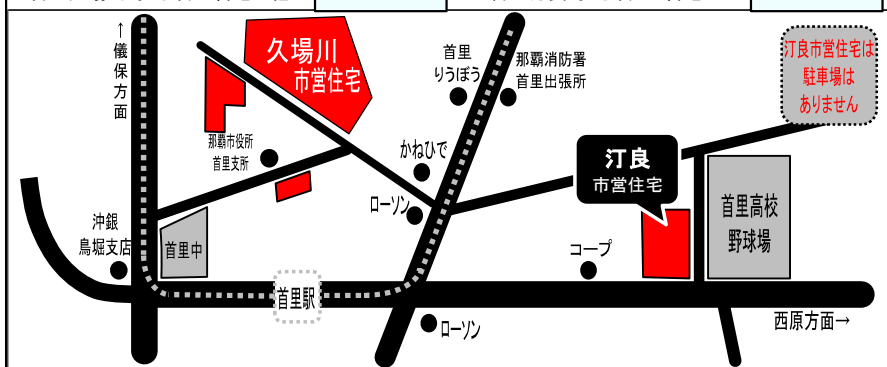 ↑儀保方面
久場川
市営住宅
首里
りうぼう
那覇消防署
首里出張所
汀良市営住宅は
駐車場は
ありません
那覇市役所
首里支所
かねひで
汀良
市営住宅
ローソン
首里高校
野球場
沖銀
鳥堀支店
首里中
コープ
首里駅
ローソン
西原方面→